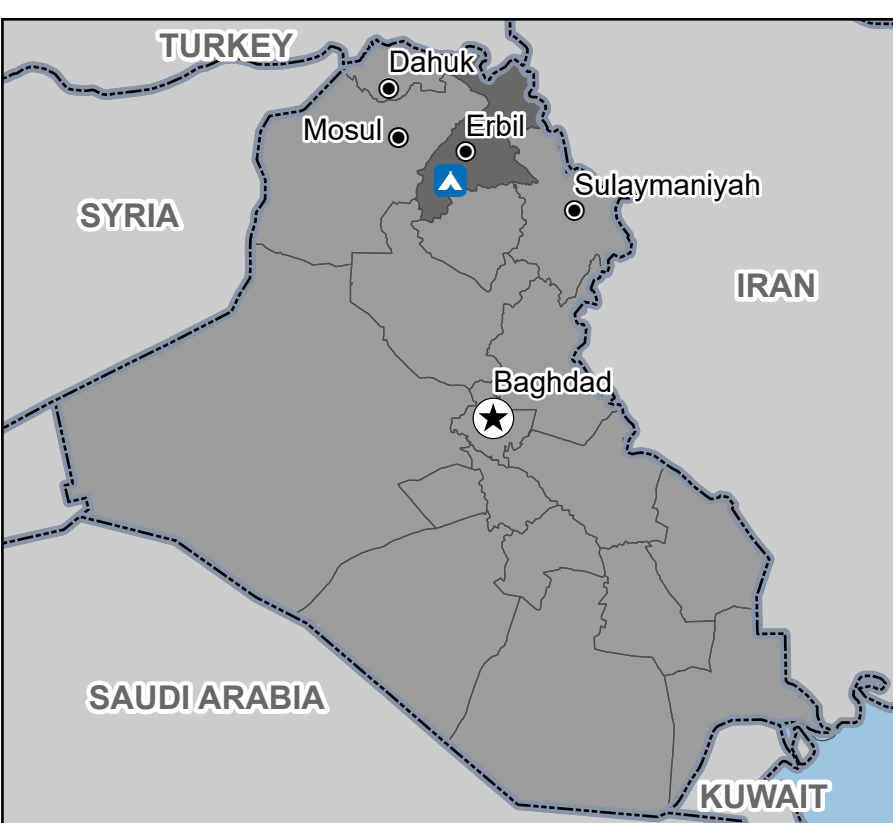 TURKEY
Dahuk
Mosul
Erbil
Sulaymaniyah
SYRIA
IRAN
Baghdad
SAUDI ARABIA
KUWAIT